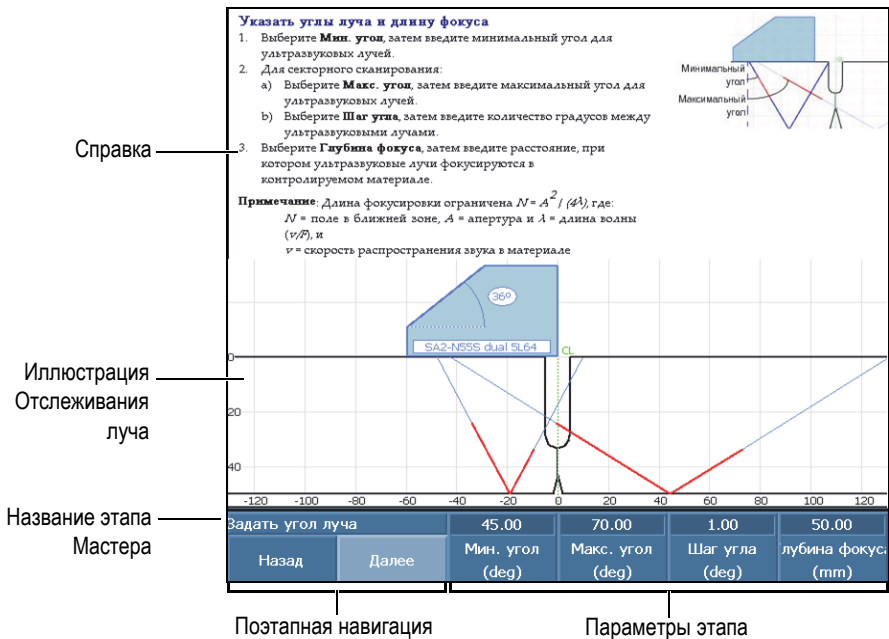 Указать углы луча и длину фокуса
1. Выберите Мин. угол, затем введите минимальный угол для
ультразвуковых лучей.
2. Для секторного сканирования:
a) Выберите Макс. угол, затем введите максимальный угол для
ультразвуковых лучей.
b) Выберите Шаг угла, затем введите количество градусов между
ультразвуковыми лучами.
3. Выберите Глубина фокуса, затем введите расстояние, при
котором ультразвуковые лучи фокусируются в
контролируемом материале.
Примечание: Длина фокусировки ограничена N = A² / (4λ), где:
N = поле в ближней зоне, A = апертура и λ = длина волны
(v/F), и
v = скорость распространения звука в материале
Минимальный
угол
Максимальный
угол
Справка
36º
SA2-N55S dual 5L64
CL
0
20
40
Иллюстрация
Отслеживания
луча
-120 -100 -80 -60 -40 -20 0 20 40 60 80 100 120
Название этапа
Мастера
Задать угол луча 45.00 70.00 1.00 50.00
Назад Далее
Мин. угол
(deg)
Макс. угол
(deg)
Шаг угла
(deg)
лубина фокус
(mm)
Поэтапная навигация
Параметры этапа